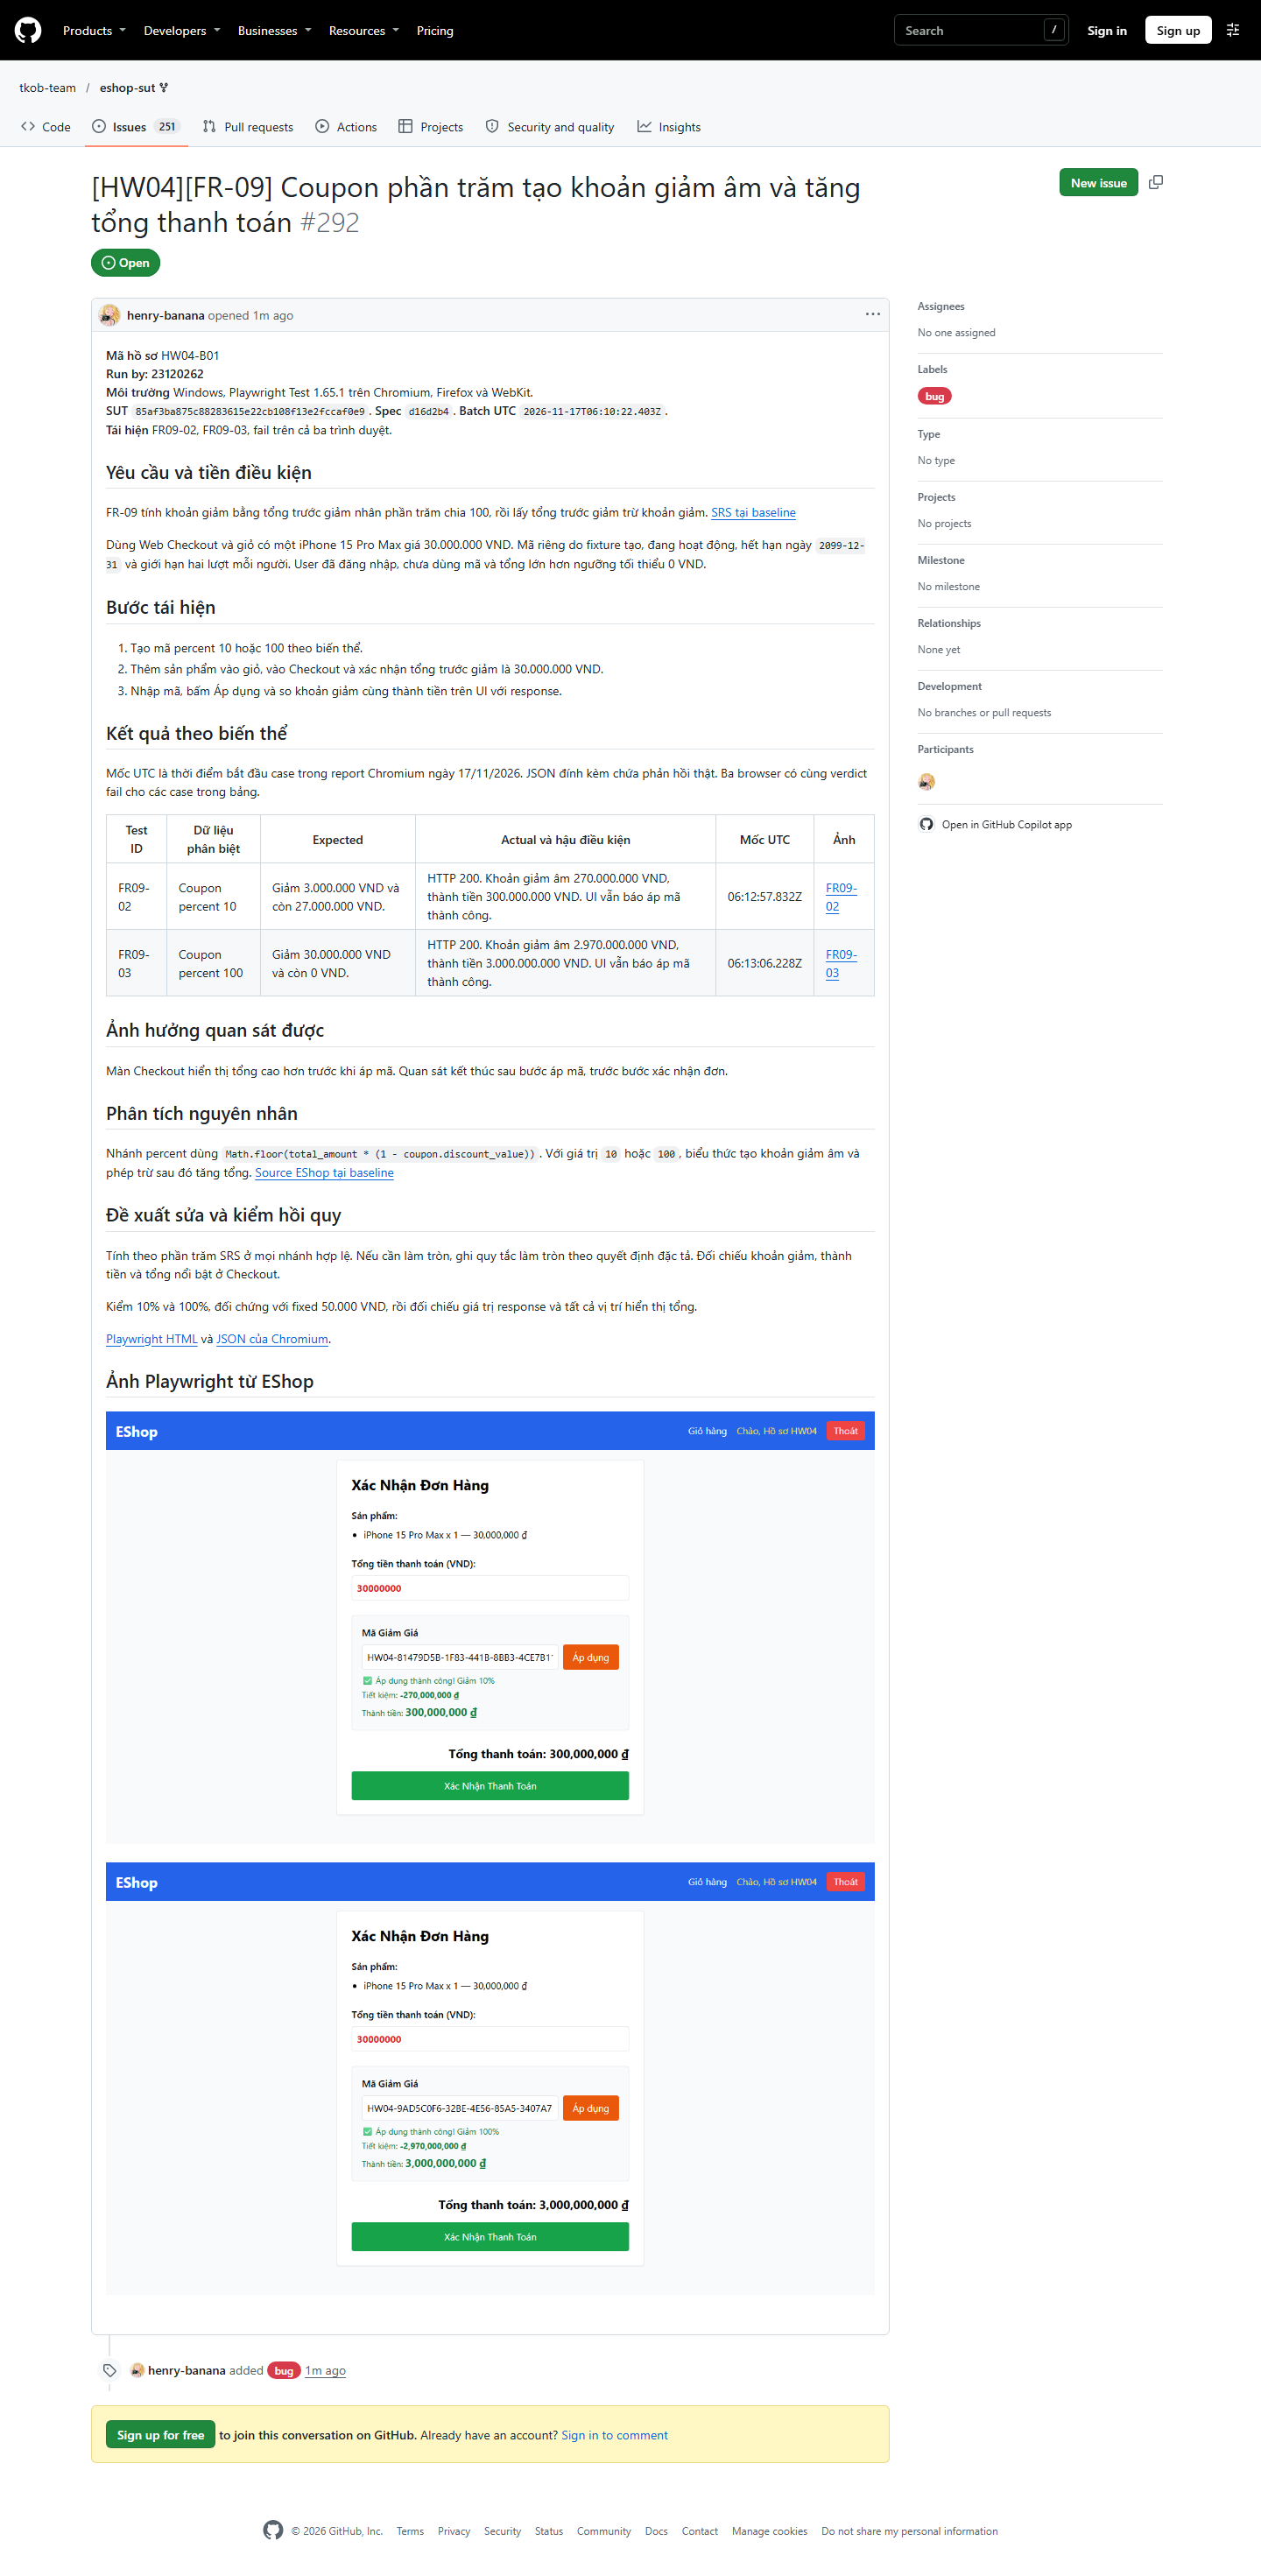 Products
Developers
Businesses
Resources
Pricing
Search
/
Sign in
Sign up
tkob-team / eshop-sut
Code
Issues 251
Pull requests
Actions
Projects
Security and quality
Insights
[HW04][FR-09] Coupon phần trăm tạo khoản giảm âm và tăng
tổng thanh toán #292
New issue
Open
henry-banana opened 1m ago
Mã hồ sơ HW04-B01
Run by: 23120262
Môi trường Windows, Playwright Test 1.65.1 trên Chromium, Firefox và WebKit.
SUT 85af3ba875c88283615e22cb108f13e2fccaf0e9. Spec d16d2b4. Batch UTC 2026-11-17T06:10:22.403Z.
Tái hiện FR09-02, FR09-03, fail trên cả ba trình duyệt.
Yêu cầu và tiền điều kiện
FR-09 tính khoản giảm bằng tổng trước giảm nhân phần trăm chia 100, rồi lấy tổng trước giảm trừ khoản giảm. SRS tại baseline
Dùng Web Checkout và giỏ có một iPhone 15 Pro Max giá 30.000.000 VND. Mã riêng do fixture tạo, đang hoạt động, hết hạn ngày 2099-12-
31 và giới hạn hai lượt mỗi người. User đã đăng nhập, chưa dùng mã và tổng lớn hơn ngưỡng tối thiểu 0 VND.
Bước tái hiện
1. Tạo mã percent 10 hoặc 100 theo biến thể.
2. Thêm sản phẩm vào giỏ, vào Checkout và xác nhận tổng trước giảm là 30.000.000 VND.
3. Nhập mã, bấm Áp dụng và so khoản giảm cùng thành tiền trên UI với response.
Kết quả theo biến thể
Mốc UTC là thời điểm bắt đầu case trong report Chromium ngày 17/11/2026. JSON đính kèm chứa phản hồi thật. Ba browser có cùng verdict
fail cho các case trong bảng.
Test ID
Dữ liệu phân biệt
Expected
Actual và hậu điều kiện
Mốc UTC
Ảnh
FR09-02
Coupon percent 10
Giảm 3.000.000 VND và còn 27.000.000 VND.
HTTP 200. Khoản giảm âm 270.000.000 VND, thành tiền 300.000.000 VND. UI vẫn báo áp mã thành công.
06:12:57.832Z
FR09-02
FR09-03
Coupon percent 100
Giảm 30.000.000 VND và còn 0 VND.
HTTP 200. Khoản giảm âm 2.970.000.000 VND, thành tiền 3.000.000.000 VND. UI vẫn báo áp mã thành công.
06:13:06.228Z
FR09-03
Ảnh hưởng quan sát được
Màn Checkout hiển thị tổng cao hơn trước khi áp mã. Quan sát kết thúc sau bước áp mã, trước bước xác nhận đơn.
Phân tích nguyên nhân
Nhánh percent dùng Math.floor(total_amount * (1 - coupon.discount_value)). Với giá trị 10 hoặc 100, biểu thức tạo khoản giảm âm và
phép trừ sau đó tăng tổng. Source EShop tại baseline
Đề xuất sửa và kiểm hồi quy
Tính theo phần trăm SRS ở mọi nhánh hợp lệ. Nếu cần làm tròn, ghi quy tắc làm tròn theo quyết định đặc tả. Đối chiếu khoản giảm, thành
tiền và tổng nổi bật ở Checkout.
Kiểm 10% và 100%, đối chứng với fixed 50.000 VND, rồi đối chiếu giá trị response và tất cả vị trí hiển thị tổng.
Playwright HTML và JSON của Chromium.
Ảnh Playwright từ EShop
EShop
Giỏ hàng
Chào, Hồ sơ HW04
Thoát
Xác Nhận Đơn Hàng
Sản phẩm:
• iPhone 15 Pro Max x 1 — 30,000,000 ₫
Tổng tiền thanh toán (VND):
30000000
Mã Giảm Giá
HW04-81479D5B-1F83-441B-8BB3-4CE7B1
Áp dụng
✅ Áp dụng thành công! Giảm 10%
Tiết kiệm: -270,000,000 ₫
Thành tiền: 300,000,000 ₫
Tổng thanh toán: 300,000,000 ₫
Xác Nhận Thanh Toán
EShop
Giỏ hàng
Chào, Hồ sơ HW04
Thoát
Xác Nhận Đơn Hàng
Sản phẩm:
• iPhone 15 Pro Max x 1 — 30,000,000 ₫
Tổng tiền thanh toán (VND):
30000000
Mã Giảm Giá
HW04-9AD5C0F6-32BE-4E56-85A5-3407A7
Áp dụng
✅ Áp dụng thành công! Giảm 100%
Tiết kiệm: -2,970,000,000 ₫
Thành tiền: 3,000,000,000 ₫
Tổng thanh toán: 3,000,000,000 ₫
Xác Nhận Thanh Toán
henry-banana added bug 1m ago
Sign up for free to join this conversation on GitHub. Already have an account? Sign in to comment
Assignees
No one assigned
Labels
bug
Type
No type
Projects
No projects
Milestone
No milestone
Relationships
None yet
Development
No branches or pull requests
Participants
Open in GitHub Copilot app
© 2026 GitHub, Inc.
Terms
Privacy
Security
Status
Community
Docs
Contact
Manage cookies
Do not share my personal information